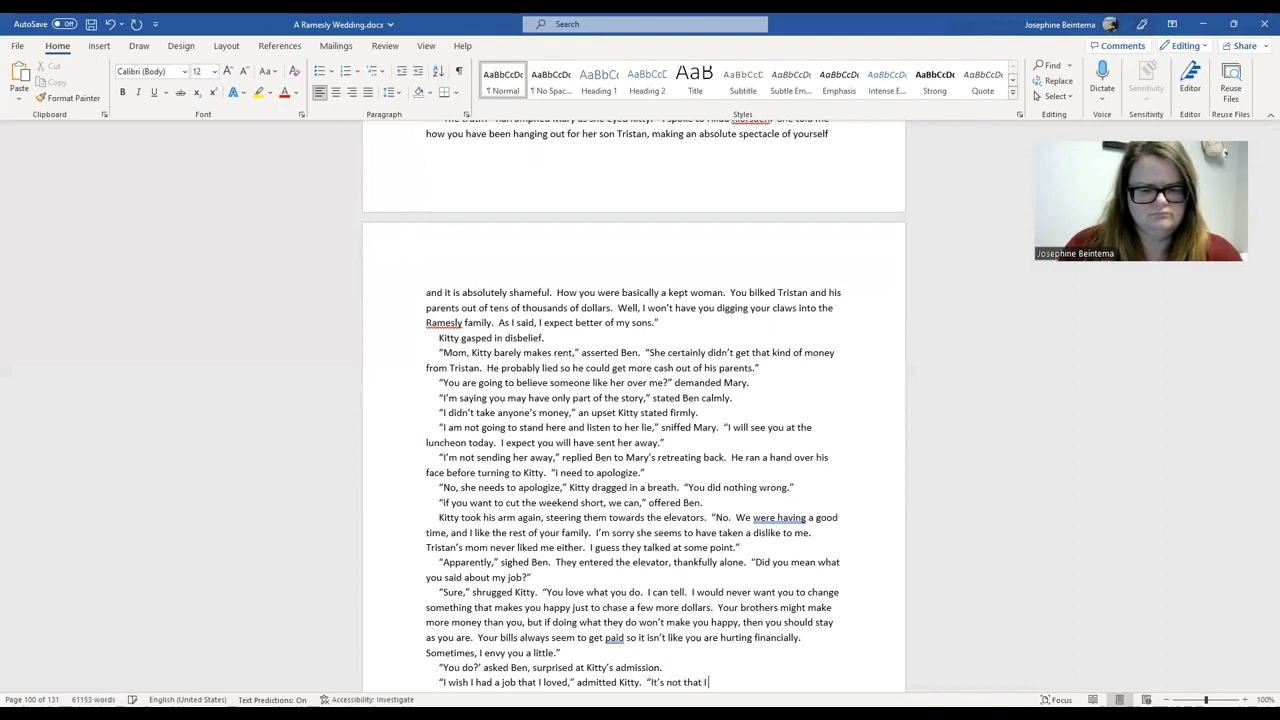 AutoSave Off A Ramesly Wedding.docx Search Josephine Beintema
File Home Insert Draw Design Layout References Mailings Review View Help Comments Editing Share
Paste Cut Copy Format Painter
Calibri (Body) 12
AaBbCcDc AaBbCcDc AaBbCc AaBbCcD AaB AaBbCcD AaBbCcDc AaBbCcDc AaBbCcDc AaBbCcDc AaBbCcDc
¶ Normal ¶ No Spac... Heading 1 Heading 2 Title Subtitle Subtle Em... Emphasis Intense E... Strong Quote
Find Replace Select
Dictate Sensitivity Editor Reuse Files
Clipboard Font Paragraph Styles Editing Voice Sensitivity Editor Reuse Files
how you have been hanging out for her son Tristan, making an absolute spectacle of yourself
and it is absolutely shameful.  How you were basically a kept woman.  You bilked Tristan and his
parents out of tens of thousands of dollars.  Well, I won’t have you digging your claws into the
Ramesly family.  As I said, I expect better of my sons.”
Kitty gasped in disbelief.
“Mom, Kitty barely makes rent,” asserted Ben.  “She certainly didn’t get that kind of money
from Tristan.  He probably lied so he could get more cash out of his parents.”
“You are going to believe someone like her over me?” demanded Mary.
“I’m saying you may have only part of the story,” stated Ben calmly.
“I didn’t take anyone’s money,” an upset Kitty stated firmly.
“I am not going to stand here and listen to her lie,” sniffed Mary.  “I will see you at the
luncheon today.  I expect you will have sent her away.”
“I’m not sending her away,” replied Ben to Mary’s retreating back.  He ran a hand over his
face before turning to Kitty.  “I need to apologize.”
“No, she needs to apologize,” Kitty dragged in a breath.  “You did nothing wrong.”
“if you want to cut the weekend short, we can,” offered Ben.
Kitty took his arm again, steering them towards the elevators.  “No.  We were having a good
time, and I like the rest of your family.  I’m sorry she seems to have taken a dislike to me.
Tristan’s mom never liked me either.  I guess they talked at some point.”
“Apparently,” sighed Ben.  They entered the elevator, thankfully alone.  “Did you mean what
you said about my job?”
“Sure,” shrugged Kitty.  “You love what you do.  I can tell.  I would never want you to change
something that makes you happy just to chase a few more dollars.  Your brothers might make
more money than you, but if doing what they do won’t make you happy, then you should stay
as you are.  Your bills always seem to get paid so it isn’t like you are hurting financially.
Sometimes, I envy you a little.”
“You do?’ asked Ben, surprised at Kitty’s admission.
“I wish I had a job that I loved,” admitted Kitty.  “It’s not that I
Josephine Beintema
Page 100 of 131 61153 words English (United States) Text Predictions: On Accessibility: Investigate Focus 100%